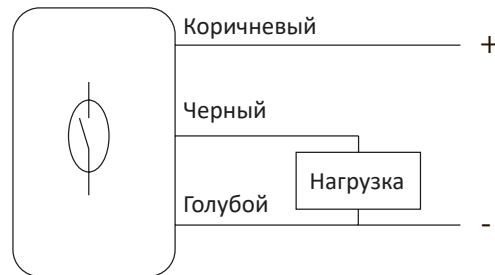 Коричневый
+
Черный
Нагрузка
Голубой
-